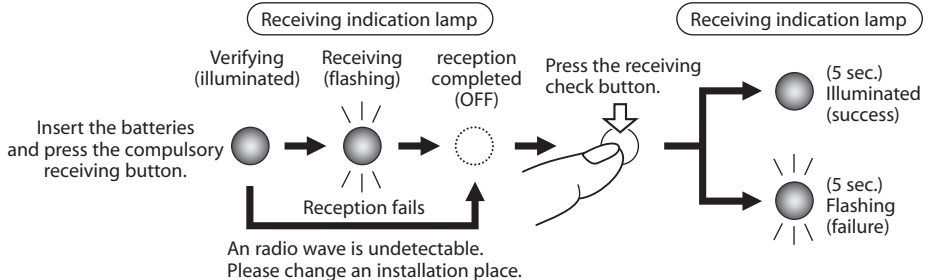 Receiving indication lamp
Receiving indication lamp
Verifying
(illuminated)
Receiving
(flashing)
reception
completed
(OFF)
Press the receiving
check button.
(5 sec.)
Illuminated
(success)
Insert the batteries
and press the compulsory
receiving button.
Reception fails
(5 sec.)
Flashing
(failure)
An radio wave is undetectable.
Please change an installation place.